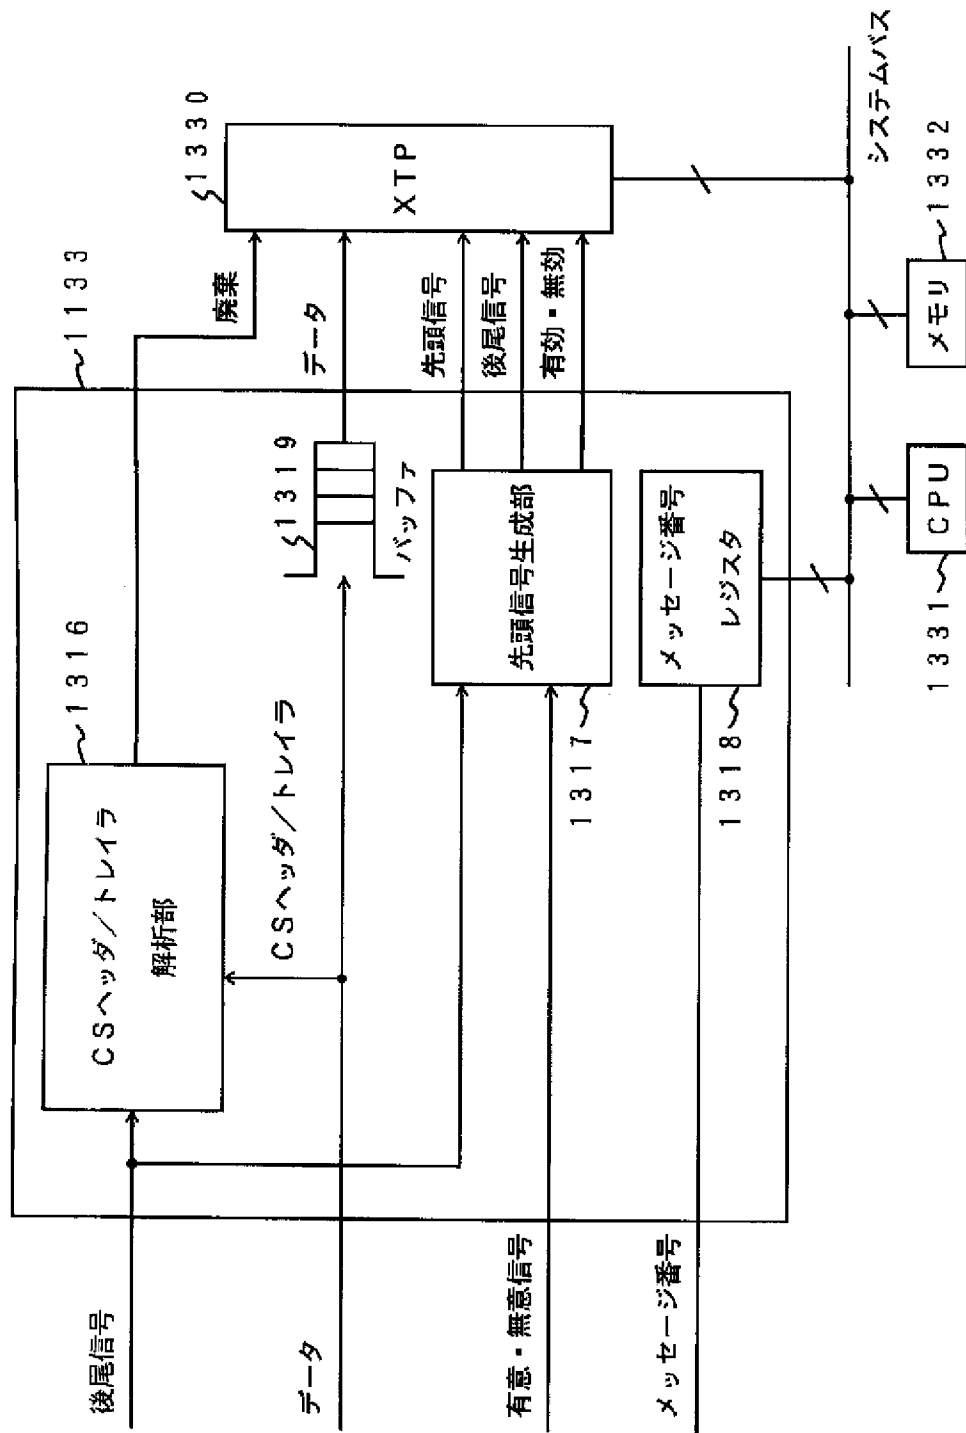 1133
後尾信号
CSヘッダ/トレイラ
解析部
1316
廃棄
1330
XTP
データ
CSヘッダ/トレイラ
1319
バッファ
データ
有意・無意信号
先頭信号生成部
1317
先頭信号
後尾信号
有効・無効
メッセージ番号
メッセージ番号
レジスタ
1318
システムバス
1331
CPU
メモリ
1332